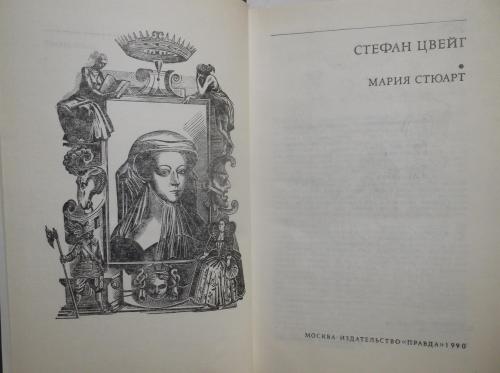 СТЕФАН ЦВЕЙГ
МАРИЯ СТЮАРТ
МОСКВА·ИЗДАТЕЛЬСТВО«ПРАВДА»1990